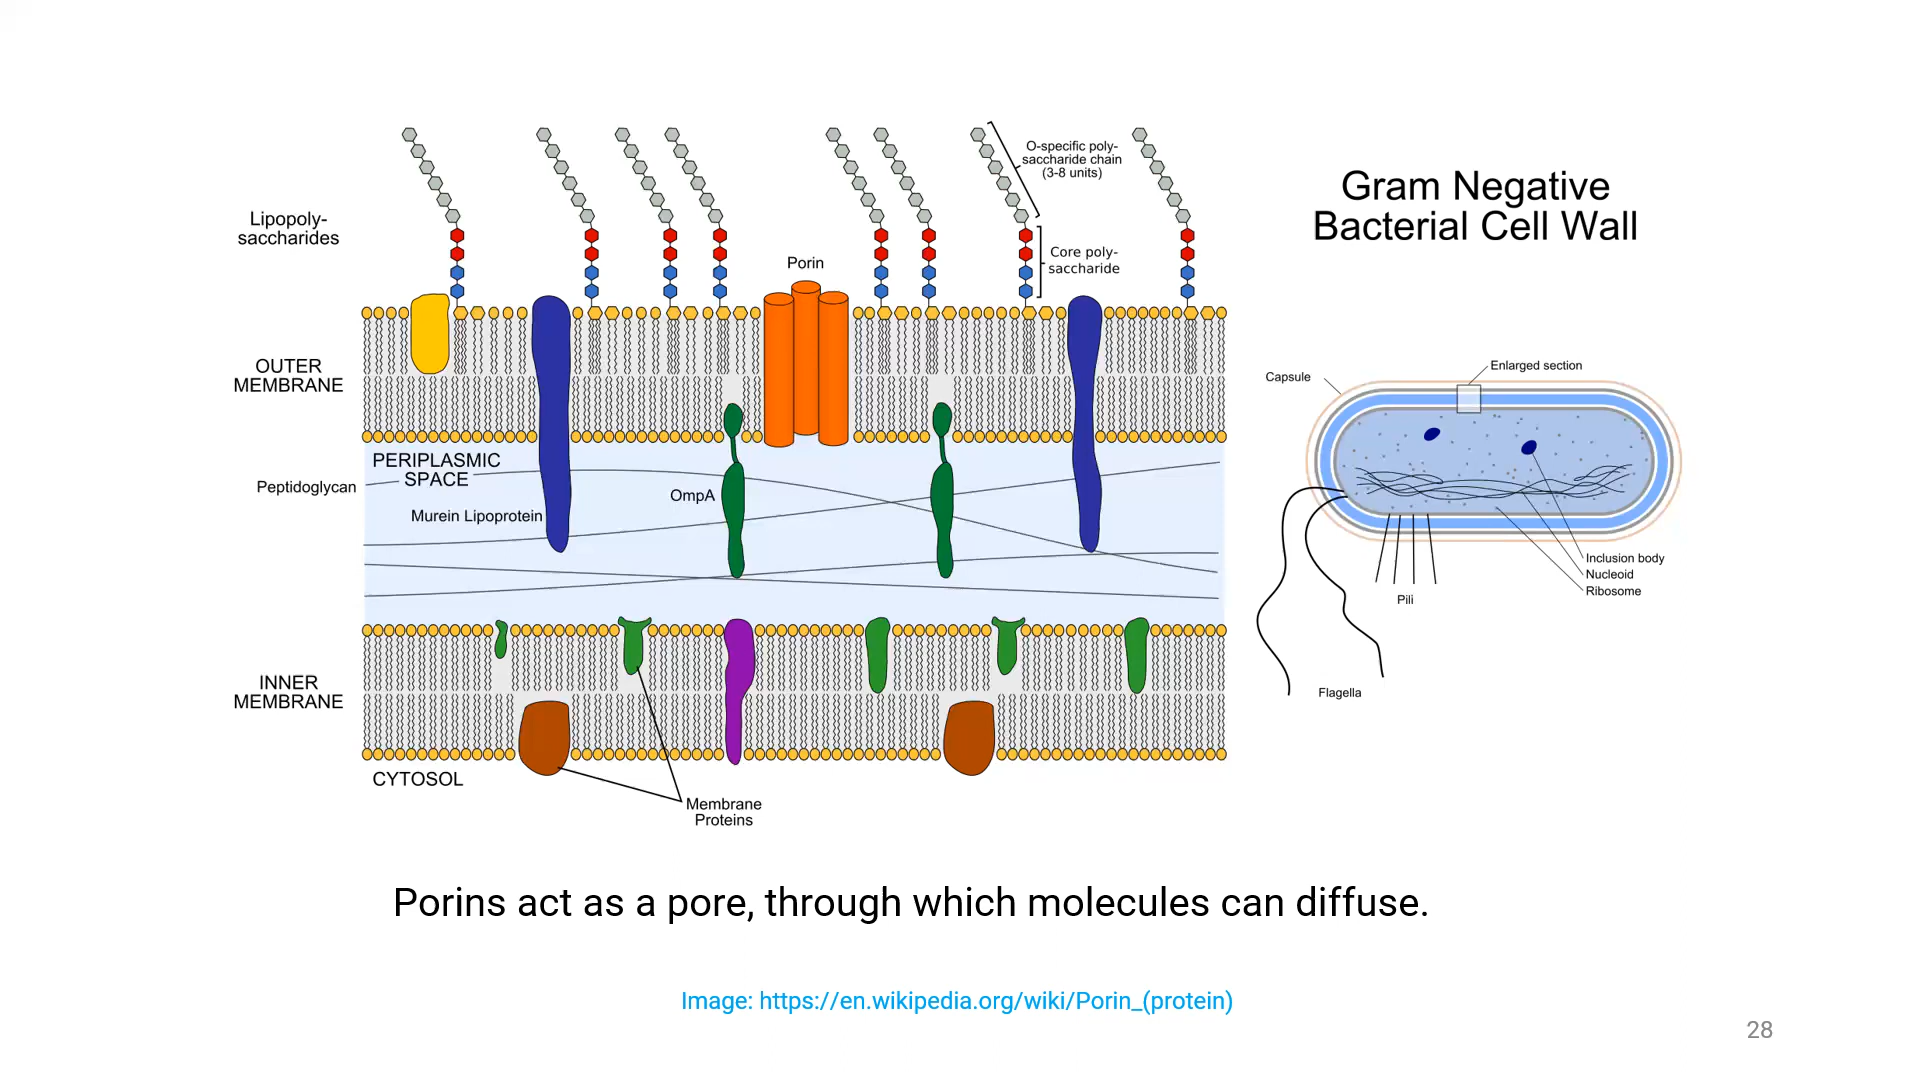 Gram Negative
Bacterial Cell Wall
O-specific poly-
saccharide chain
(3-8 units)
Lipopoly-
saccharides
Core poly-
saccharide
Porin
OUTER
MEMBRANE
PERIPLASMIC
SPACE
Peptidoglycan
OmpA
Murein Lipoprotein
INNER
MEMBRANE
CYTOSOL
Membrane
Proteins
Enlarged section
Capsule
Inclusion body
Nucleoid
Ribosome
Pili
Flagella
Porins act as a pore, through which molecules can diffuse.
Image: https://en.wikipedia.org/wiki/Porin_(protein)
28